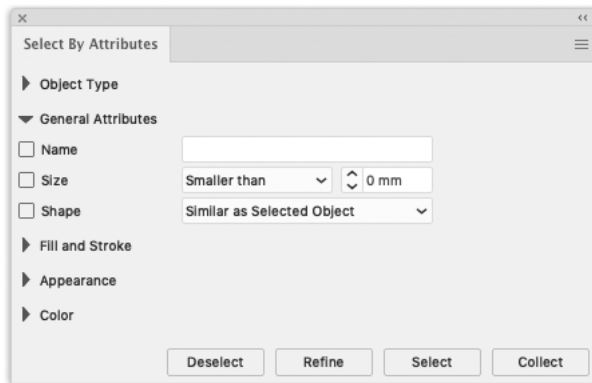 Select By Attributes
Object Type
General Attributes
Name
Size Smaller than 0 mm
Shape Similar as Selected Object
Fill and Stroke
Appearance
Color
Deselect Refine Select Collect